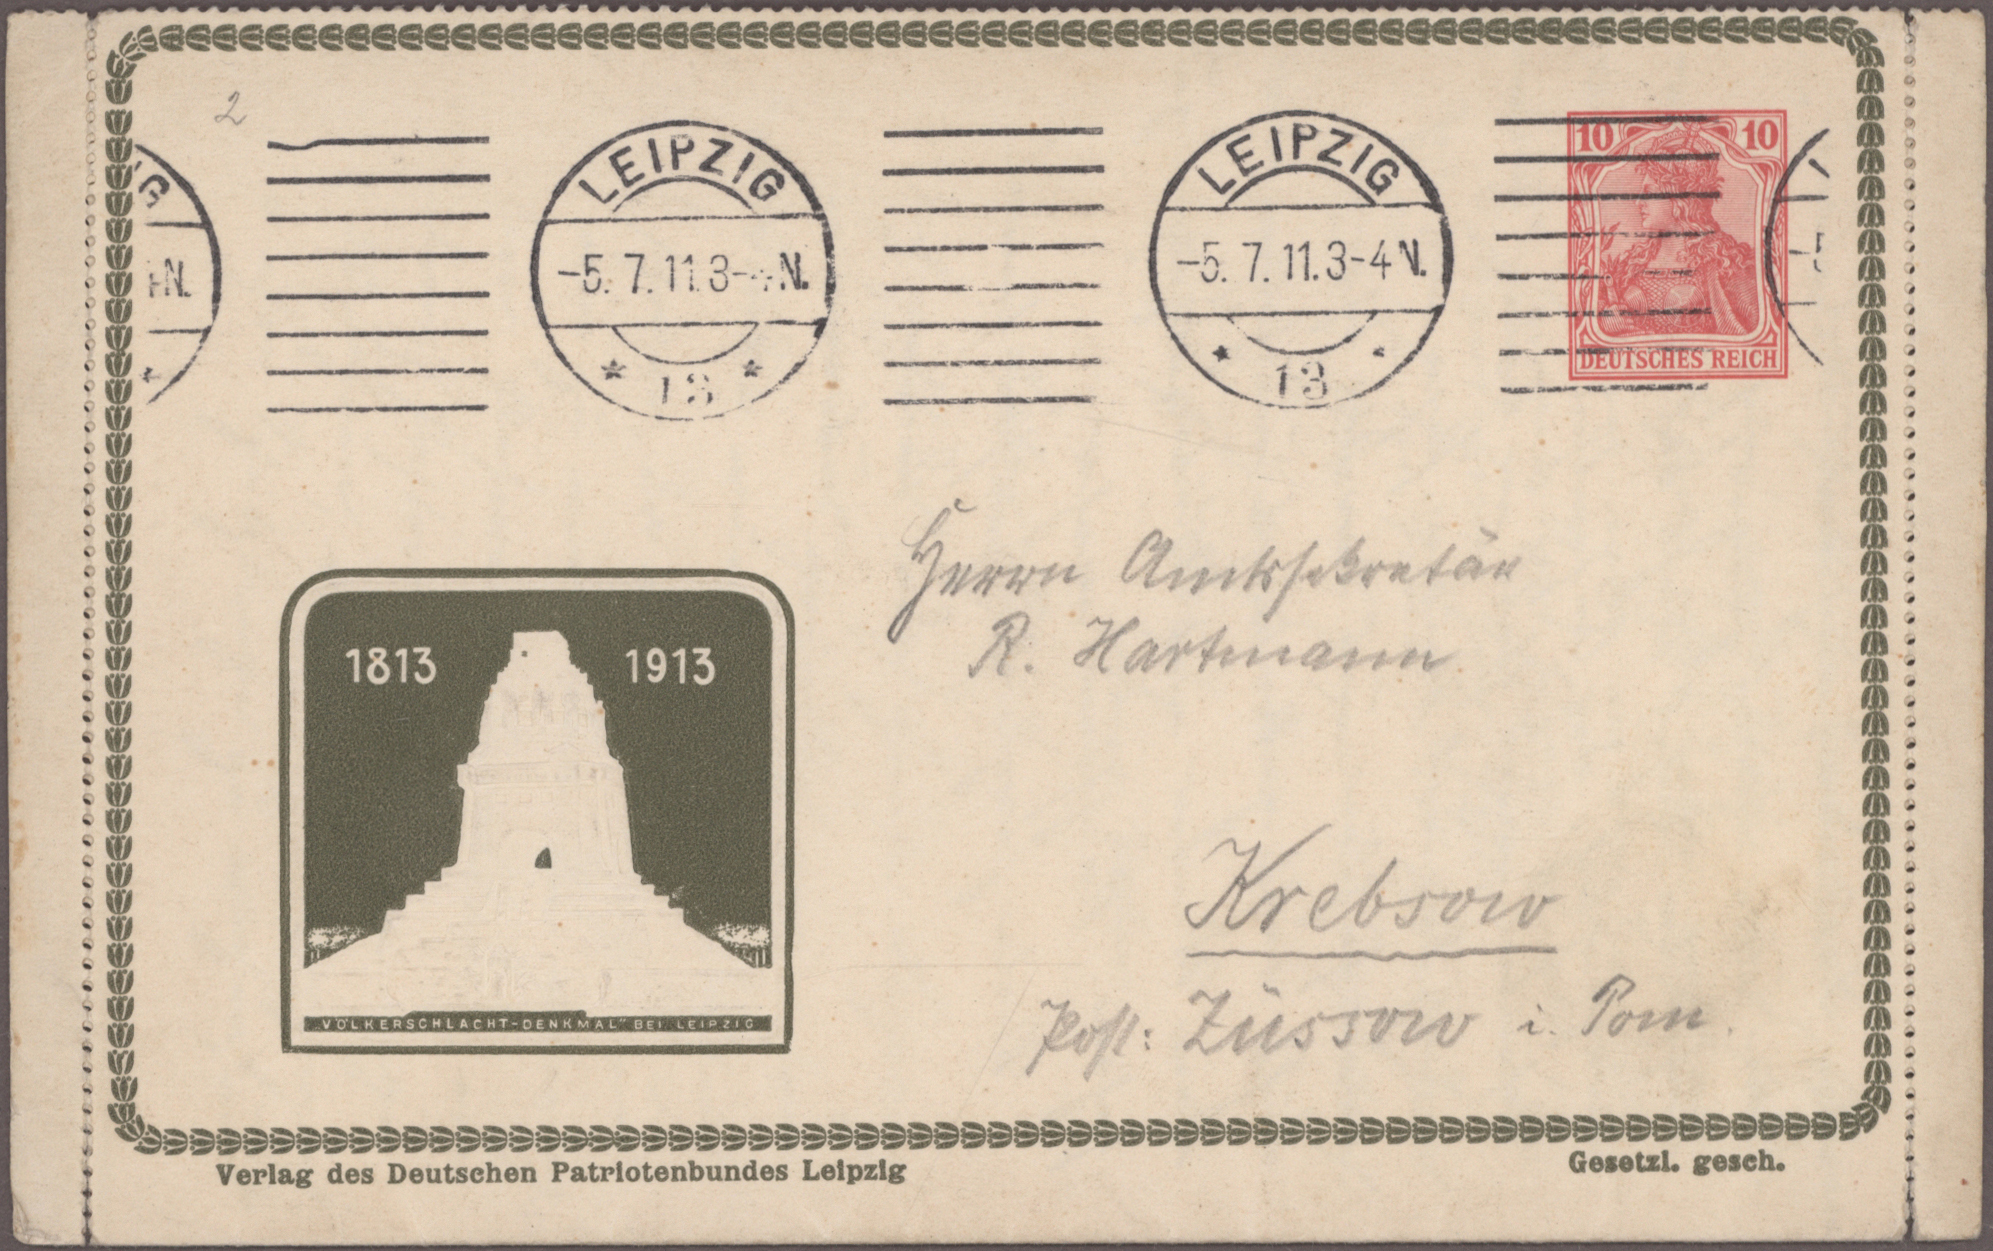 2
LEIPZIG
-5. 7. 11. 3-4 N.
* 13 *
LEIPZIG
-5. 7. 11. 3-4 N.
* 13 *
10 10
DEUTSCHES REICH
IG
N.
Herrn Amtssekretär
R. Hartmann
1813 1913
Krebsow
Post: Züssow i. Pom.
"VÖLKERSCHLACHT-DENKMAL" BEI LEIPZIG
Verlag des Deutschen Patriotenbundes Leipzig
Gesetzl. gesch.